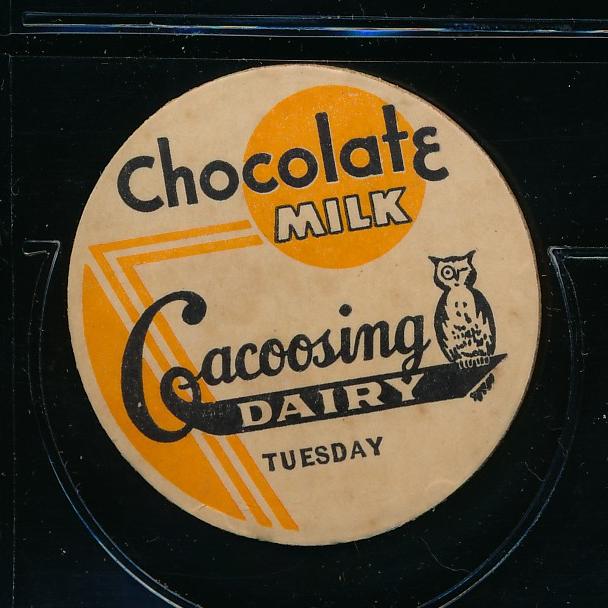 Chocolate
MILK
Cacoosing
DAIRY
TUESDAY